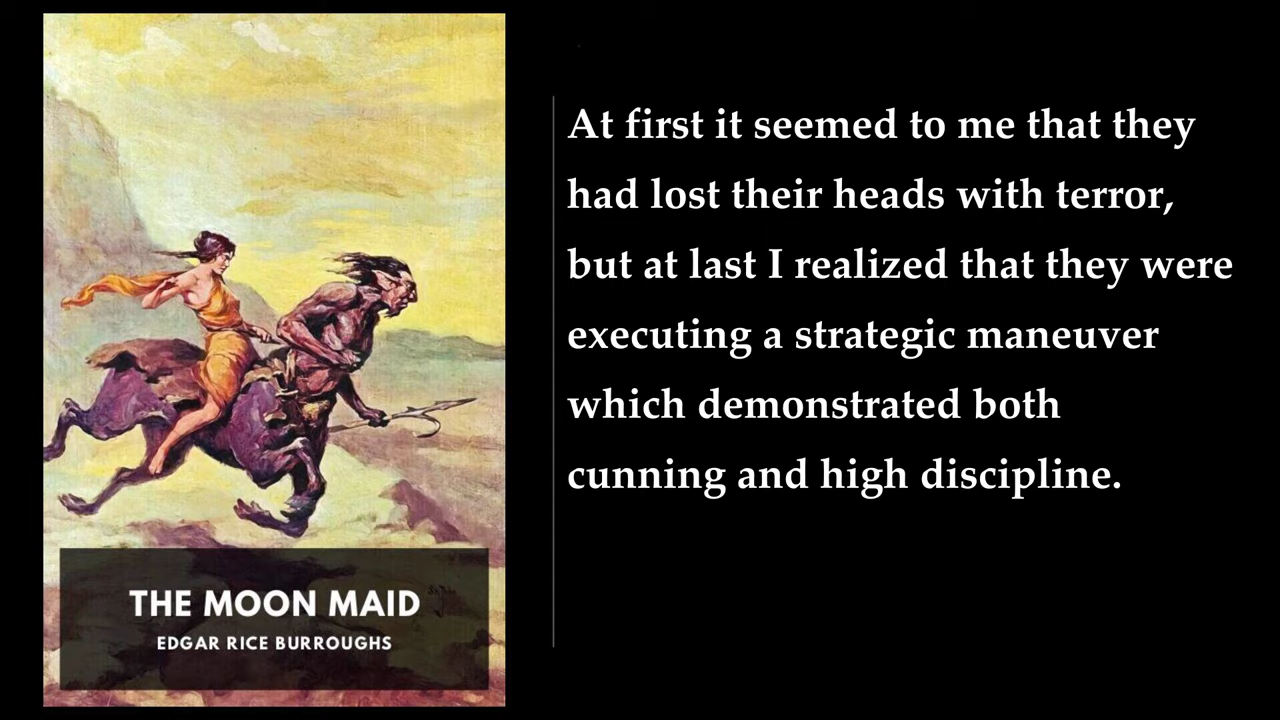 THE MOON MAID
EDGAR RICE BURROUGHS
At first it seemed to me that they
had lost their heads with terror,
but at last I realized that they were
executing a strategic maneuver
which demonstrated both
cunning and high discipline.